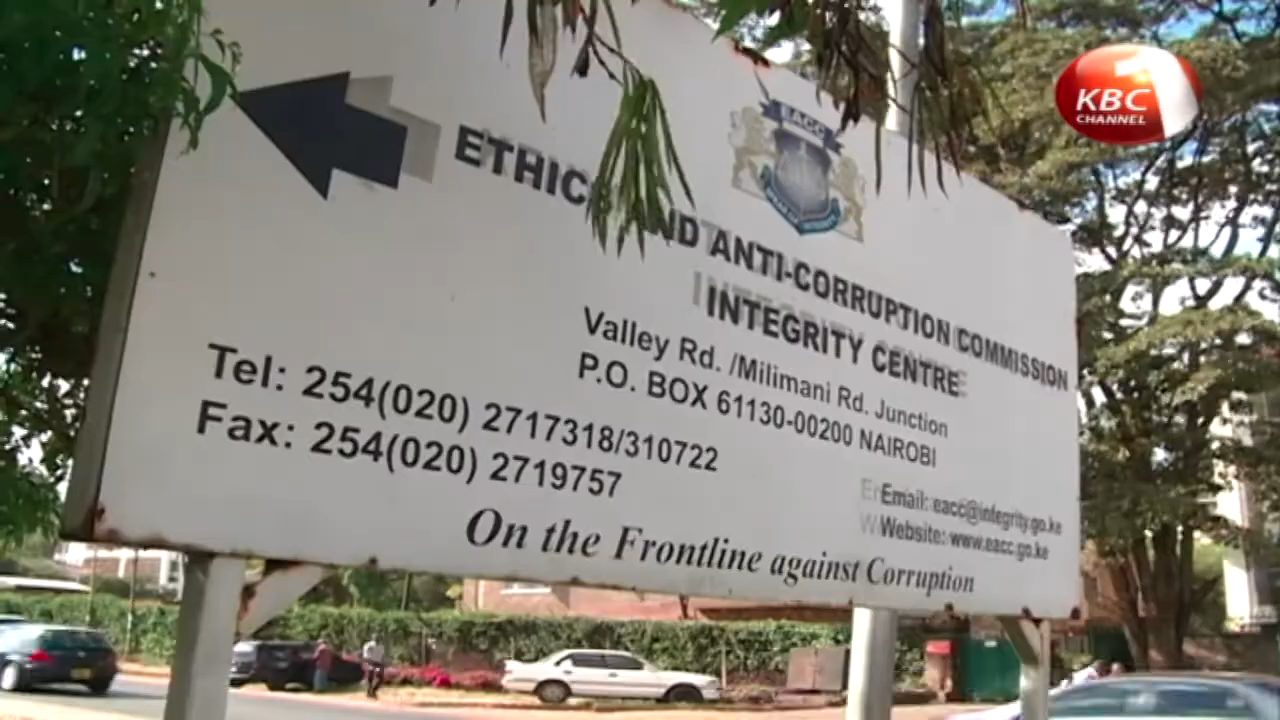 KBC 1
CHANNEL
EACC
ETHICS AND ANTI-CORRUPTION COMMISSION
INTEGRITY CENTRE
Valley Rd. /Milimani Rd. Junction
P.O. BOX 61130-00200 NAIROBI
Tel: 254(020) 2717318/310722
Fax: 254(020) 2719757
Email: eacc@integrity.go.ke
Website: www.eacc.go.ke
On the Frontline against Corruption